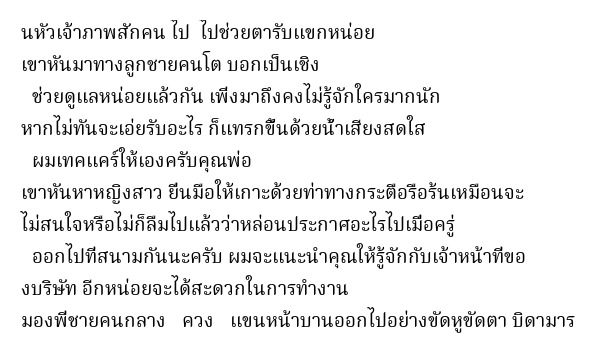 นหัวเจ้าภาพสักคน ไป  ไปช่วยตารับแขกหน่อย
เขาหันมาทางลูกชายคนโต บอกเป็นเชิง
ช่วยดูแลหน่อยแล้วกัน เพิ่งมาถึงคงไม่รู้จักใครมากนัก
หากไม่ทันจะเอ่ยรับอะไร ก็แทรกขึ้นด้วยน้ำเสียงสดใส
ผมเทคแคร์ให้เองครับคุณพ่อ
เขาหันหาหญิงสาว ยื่นมือให้เกาะด้วยท่าทางกระตือรือร้นเหมือนจะ
ไม่สนใจหรือไม่ก็ลืมไปแล้วว่าหล่อนประกาศอะไรไปเมื่อครู่
ออกไปที่สนามกันนะครับ ผมจะแนะนำคุณให้รู้จักกับเจ้าหน้าที่ขอ
งบริษัท อีกหน่อยจะได้สะดวกในการทำงาน
มองพี่ชายคนกลาง   ควง   แขนหน้าบานออกไปอย่างขัดหูขัดตา บิดามาร